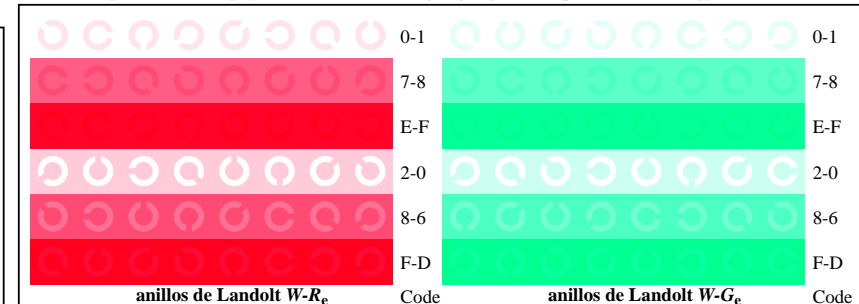 0-1
7-8
E-F
2-0
8-6
F-D
anillos de Landolt W-Re
Code
0-1
7-8
E-F
2-0
8-6
F-D
anillos de Landolt W-Ge
Code